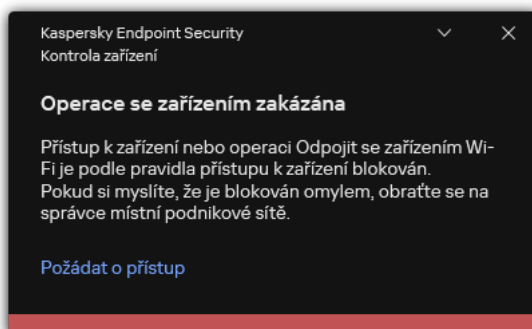 Kaspersky Endpoint Security
Kontrola zařízení
Operace se zařízením zakázána
Přístup k zařízení nebo operaci Odpojit se zařízením Wi-
Fi je podle pravidla přístupu k zařízení blokován.
Pokud si myslíte, že je blokován omylem, obraťte se na
správce místní podnikové sítě.
Požádat o přístup